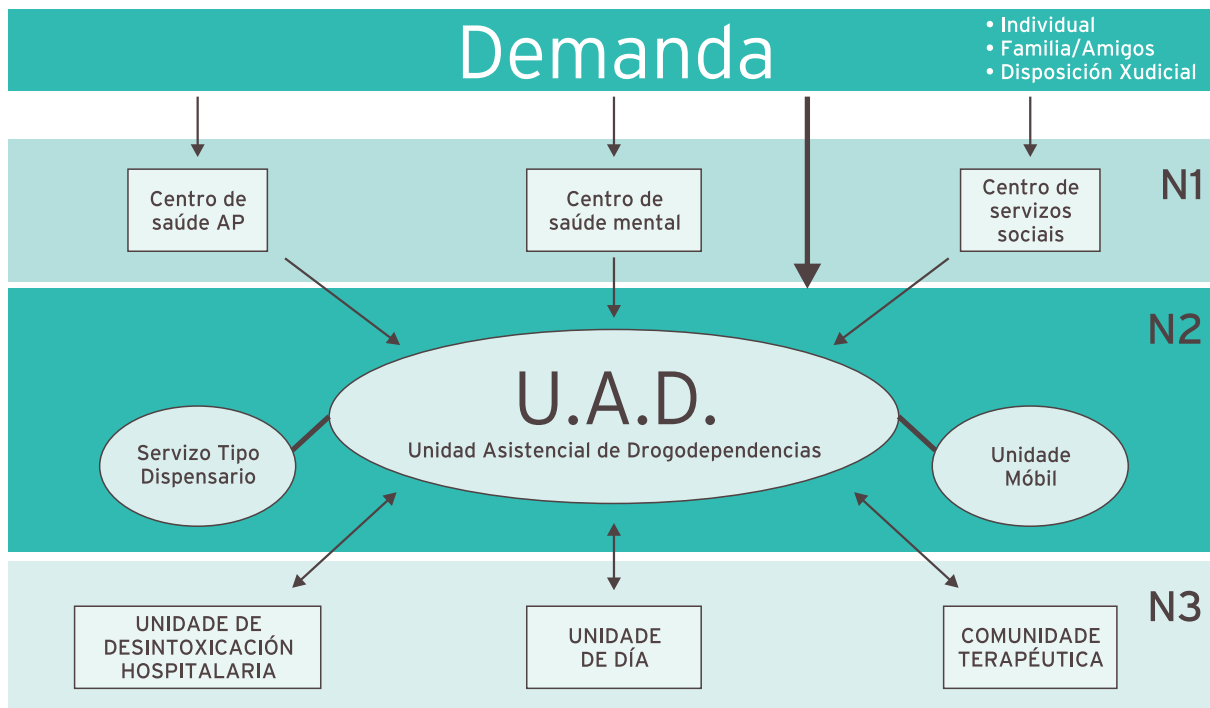 Demanda
• Individual
• Familia/Amigos
• Disposición Xudicial
N1
Centro de
saúde AP
Centro de
saúde mental
Centro de
servizos
sociais
N2
U.A.D.
Unidad Asistencial de Drogodependencias
Servizo Tipo
Dispensario
Unidade
Móbil
N3
UNIDADE DE
DESINTOXICACIÓN
HOSPITALARIA
UNIDADE
DE DÍA
COMUNIDADE
TERAPÉUTICA